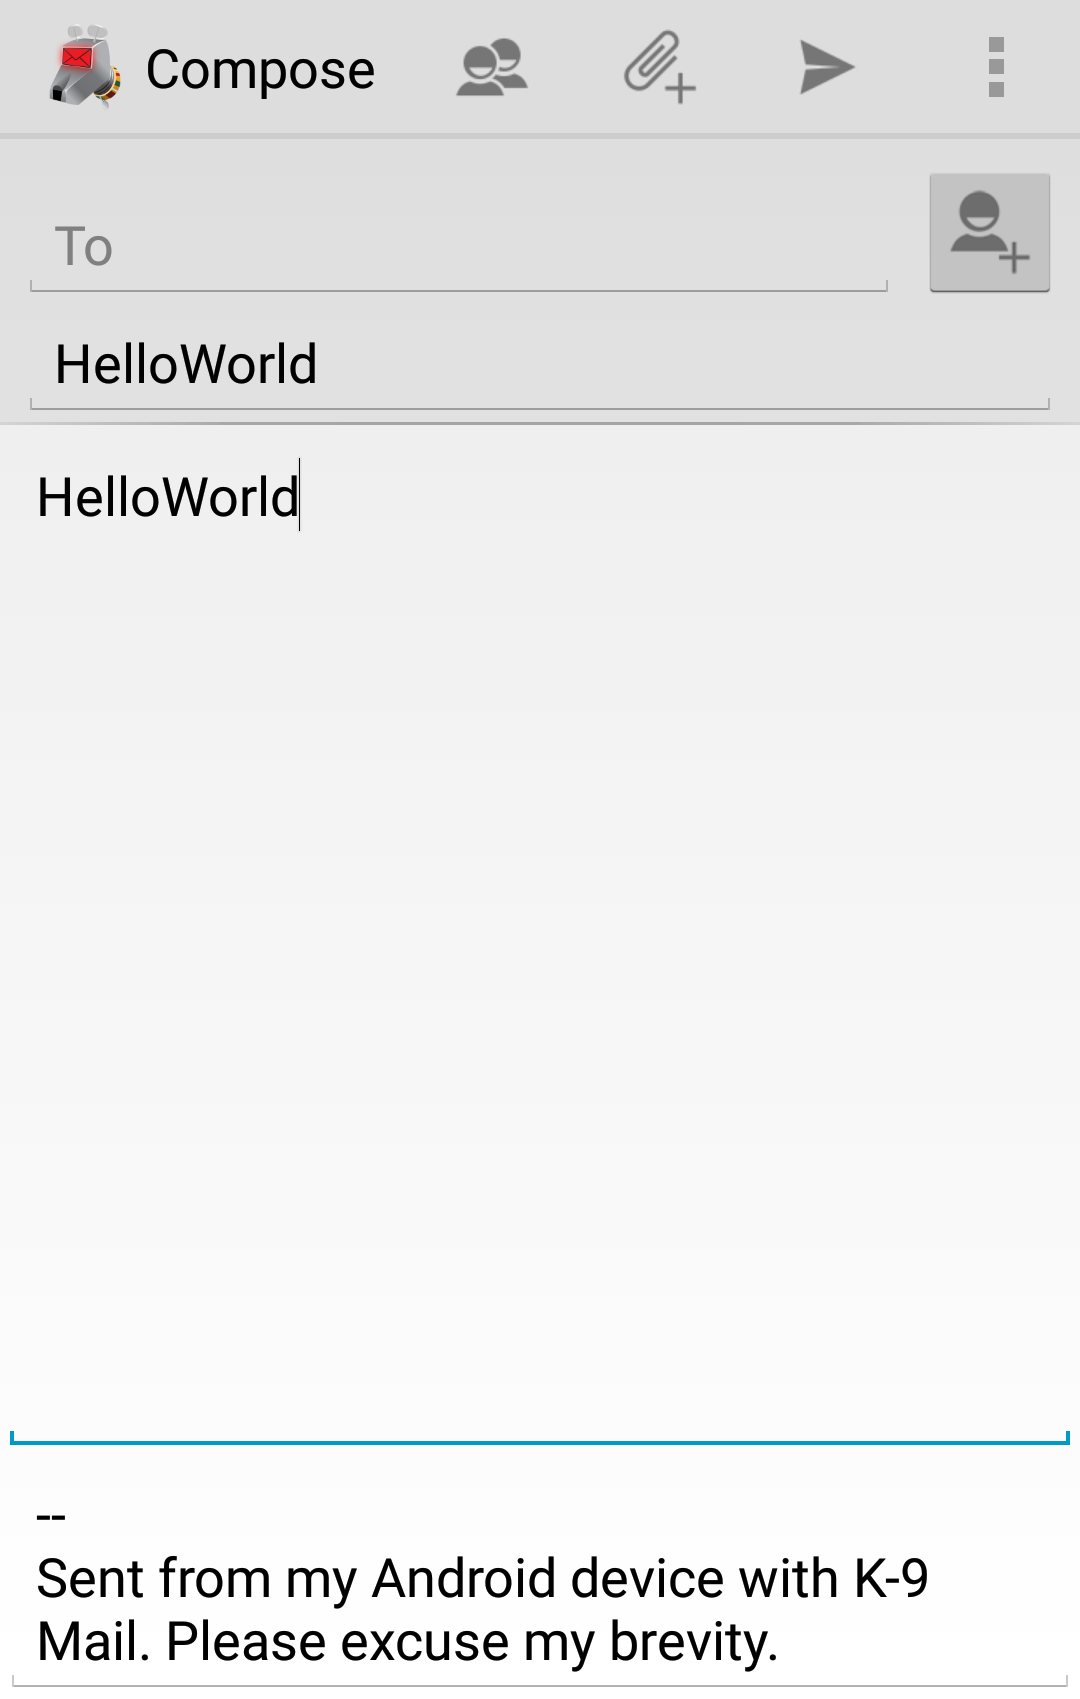 Compose
To
HelloWorld
HelloWorld
--
Sent from my Android device with K-9
Mail. Please excuse my brevity.